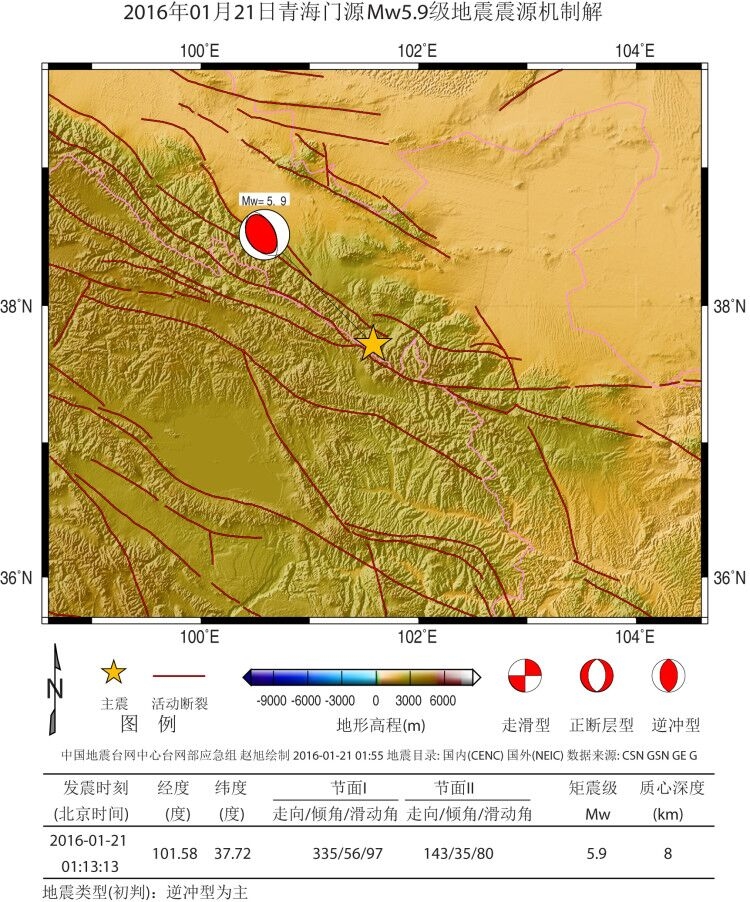 2016年01月21日青海门源Mw5.9级地震震源机制解
100˚E 102˚E 104˚E
Mw= 5. 9
38˚N 38˚N
36˚N 36˚N
100˚E 102˚E 104˚E
N
主震 活动断裂
-9000 -6000 -3000 0 3000 6000
图 例 地形高程(m) 走滑型 正断层型 逆冲型
中国地震台网中心台网部应急组 赵旭绘制 2016-01-21 01:55 地震目录: 国内(CENC) 国外(NEIC) 数据来源: CSN GSN GE G
发震时刻 经度 纬度 节面I 节面II 矩震级 质心深度
(北京时间) (度) (度) 走向/倾角/滑动角 走向/倾角/滑动角 Mw (km)
2016-01-21
01:13:13 101.58 37.72 335/56/97 143/35/80 5.9 8
地震类型(初判)：逆冲型为主